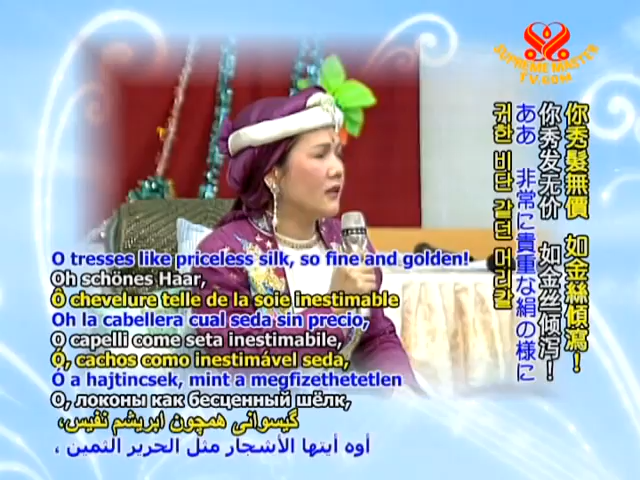 SUPREME MASTER
TV.COM
你秀髮無價 如金絲傾瀉!
你秀发无价 如金丝倾泻!
ああ 非常に貴重な絹の様に
귀한 비단 같던 머리칼
O tresses like priceless silk, so fine and golden!
Oh schönes Haar,
Ô chevelure telle de la soie inestimable
Oh la cabellera cual seda sin precio,
O capelli come seta inestimabile,
Ó, cachos como inestimável seda,
Ó a hajtincsek, mint a megfizethetetlen
О, локоны как бесценный шёлк,
گیسوانی همچون ابریشم نفیس،
أوه أيتها الأشجار مثل الحرير الثمين ،